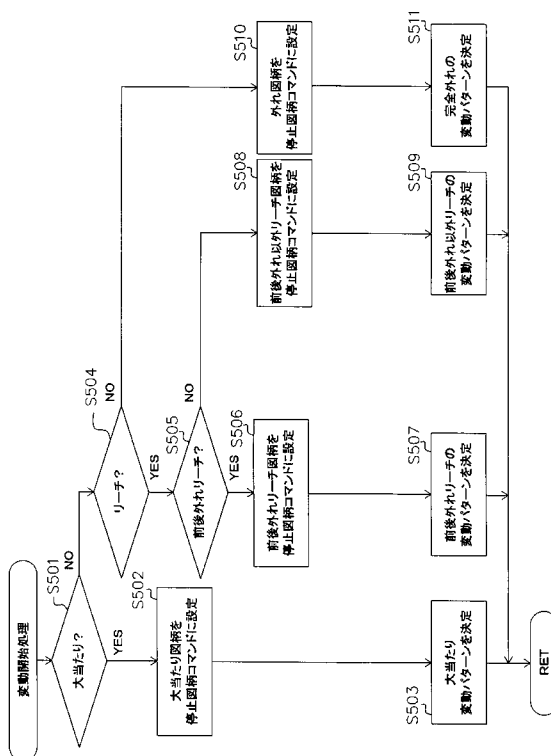 変動開始処理
S501
大当たり?
NO
YES
S502
大当たり図柄を
停止図柄コマンドに設定
S503
大当たり
変動パターンを決定
RET
S504
リーチ?
NO
YES
S505
前後外れリーチ?
NO
YES
S506
前後外れリーチ図柄を
停止図柄コマンドに設定
S507
前後外れリーチの
変動パターンを決定
S508
前後外れ以外リーチ図柄を
停止図柄コマンドに設定
S509
前後外れ以外リーチの
変動パターンを決定
S510
外れ図柄を
停止図柄コマンドに設定
S511
完全外れの
変動パターンを決定